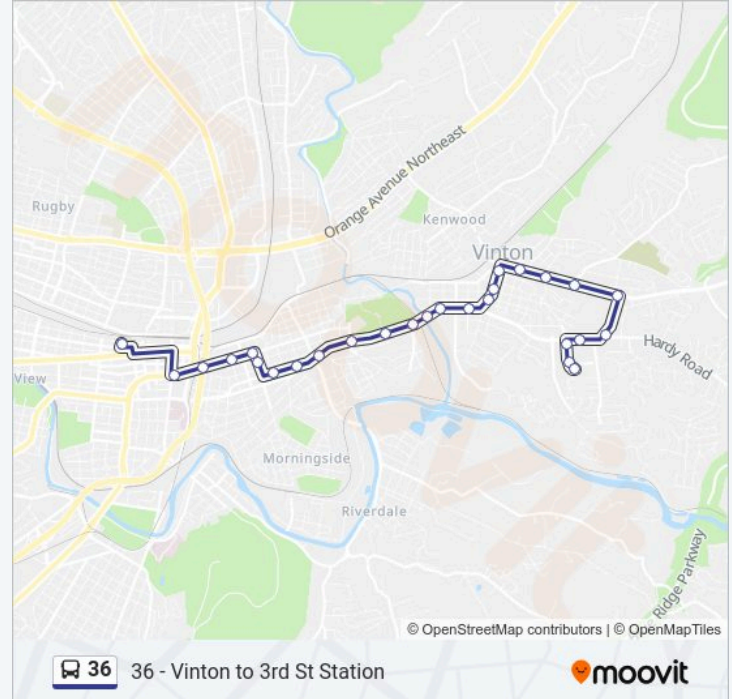 Orange Avenue Northeast
Rugby
Kenwood
Vinton
Hardy Road
View
Morningside
Riverdale
Ridge Parkway
© OpenStreetMap contributors | © OpenMapTiles
36
36 - Vinton to 3rd St Station
moovit